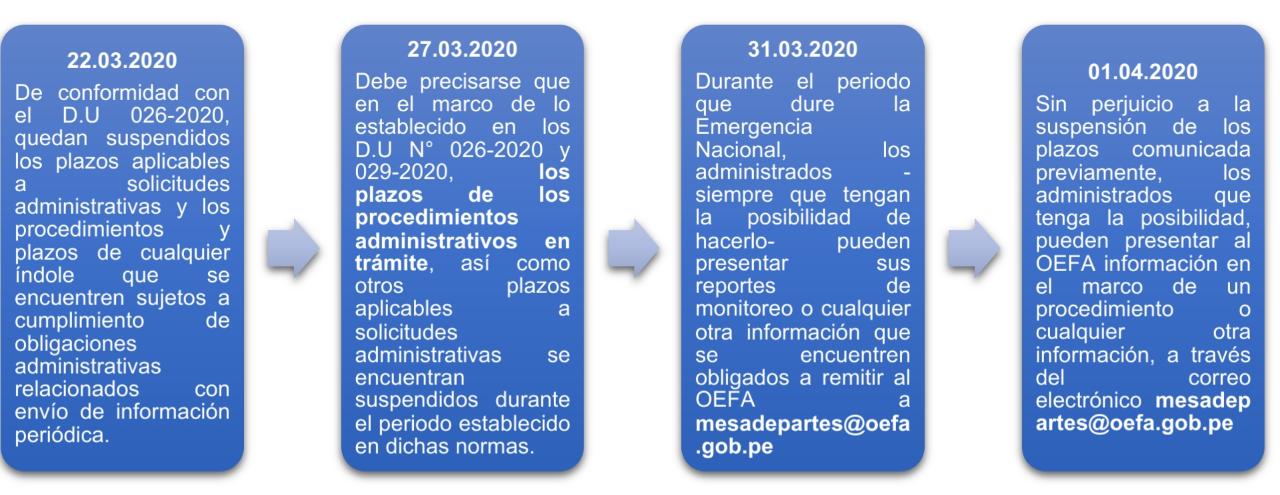 22.03.2020
De conformidad con
el D.U 026-2020,
quedan suspendidos
los plazos aplicables
a solicitudes
administrativas y los
procedimientos y
plazos de cualquier
índole que se
encuentren sujetos a
cumplimiento de
obligaciones
administrativas
relacionados con
envío de información
periódica.
27.03.2020
Debe precisarse que
en el marco de lo
establecido en los
D.U N° 026-2020 y
029-2020, los
plazos de los
procedimientos
administrativos en
trámite, así como
otros plazos
aplicables a
solicitudes
administrativas se
encuentran
suspendidos durante
el periodo establecido
en dichas normas.
31.03.2020
Durante el periodo
que dure la
Emergencia
Nacional, los
administrados -
siempre que tengan
la posibilidad de
hacerlo- pueden
presentar sus
reportes de
monitoreo o cualquier
otra información que
se encuentren
obligados a remitir al
OEFA a
mesadepartes@oefa
.gob.pe
01.04.2020
Sin perjuicio a la
suspensión de los
plazos comunicada
previamente, los
administrados que
tenga la posibilidad,
pueden presentar al
OEFA información en
el marco de un
procedimiento o
cualquier otra
información, a través
del correo
electrónico mesadep
artes@oefa.gob.pe